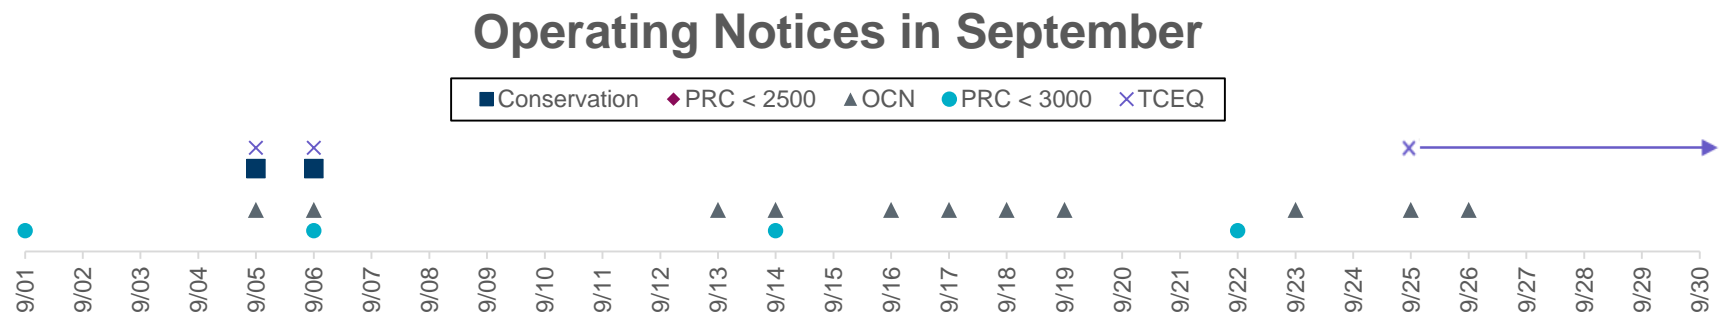 Operating Notices in September
Conservation PRC < 2500 OCN PRC < 3000 TCEQ
9/01 9/02 9/03 9/04 9/05 9/06 9/07 9/08 9/09 9/10 9/11 9/12 9/13 9/14 9/15 9/16 9/17 9/18 9/19 9/20 9/21 9/22 9/23 9/24 9/25 9/26 9/27 9/28 9/29 9/30